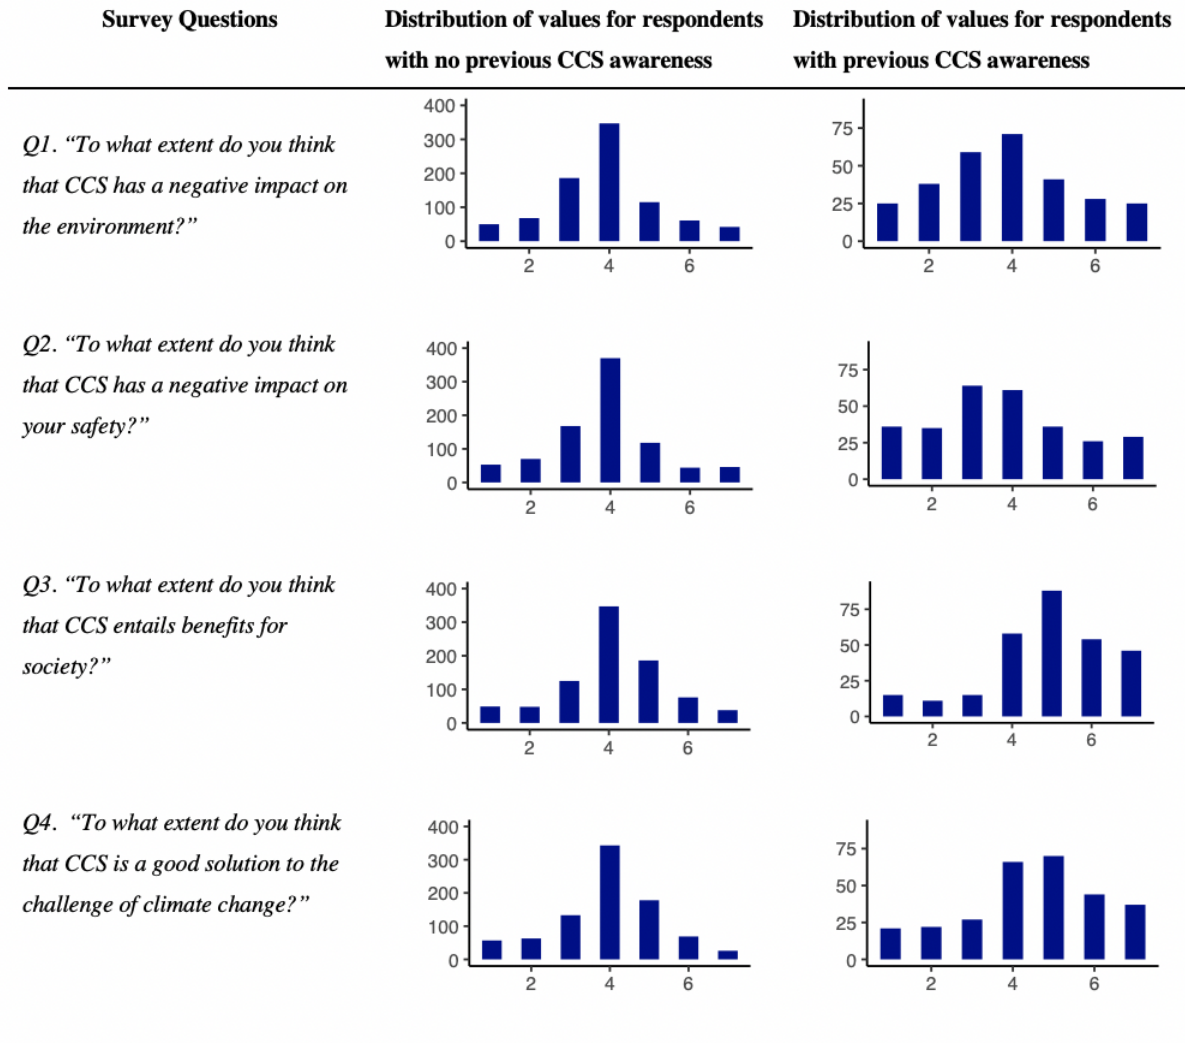 Survey Questions
Distribution of values for respondents
with no previous CCS awareness
Distribution of values for respondents
with previous CCS awareness
Q1. “To what extent do you think
that CCS has a negative impact on
the environment?”
400
300
200
100
0
2 4 6
75
50
25
0
2 4 6
Q2. “To what extent do you think
that CCS has a negative impact on
your safety?”
400
300
200
100
0
2 4 6
75
50
25
0
2 4 6
Q3. “To what extent do you think
that CCS entails benefits for
society?”
400
300
200
100
0
2 4 6
75
50
25
0
2 4 6
Q4. “To what extent do you think
that CCS is a good solution to the
challenge of climate change?”
400
300
200
100
0
2 4 6
75
50
25
0
2 4 6